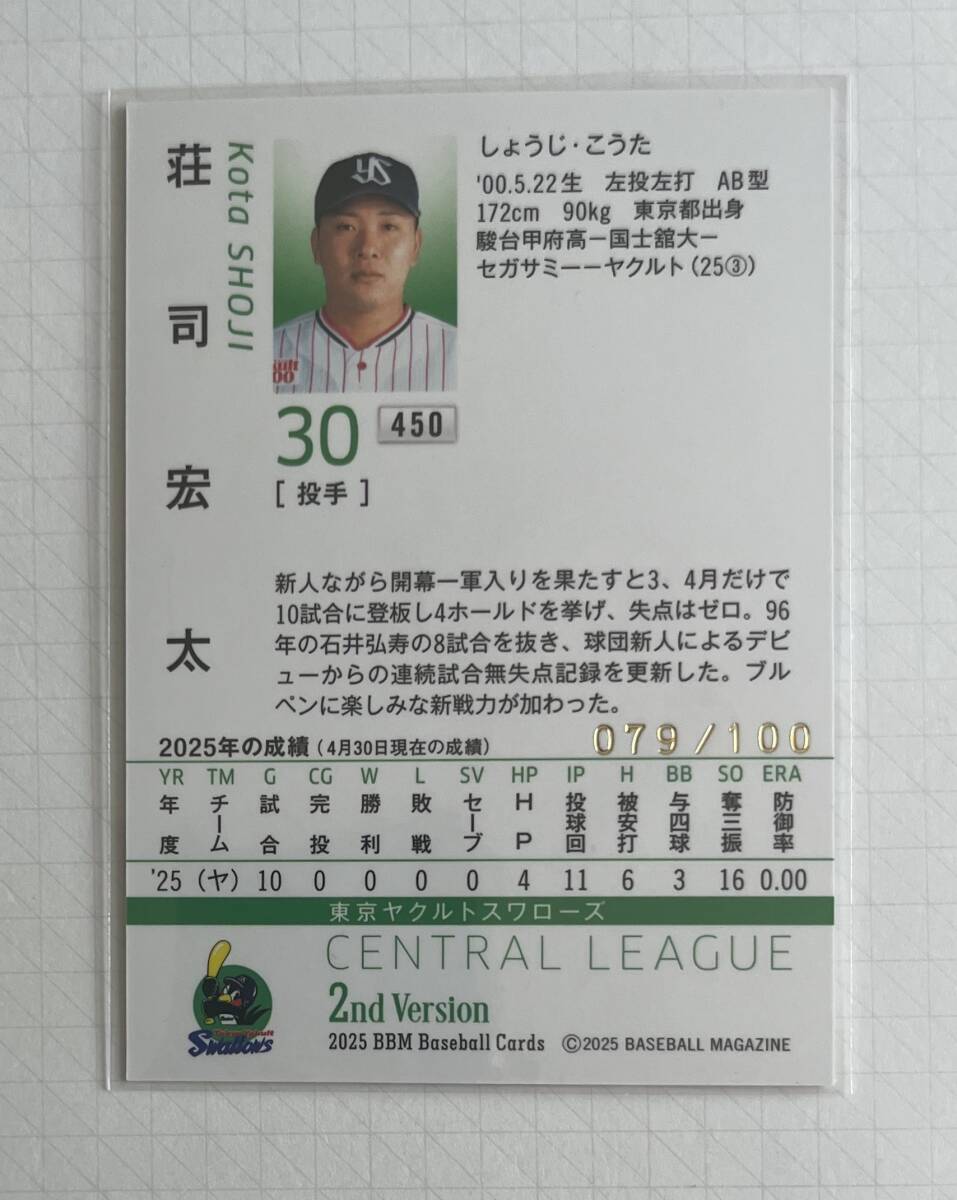 荘司宏太
Kota SHOJI
しょうじ・こうた
'00.5.22生 左投左打 AB型
172cm 90kg 東京都出身
駿台甲府高ー国士舘大ー
セガサミーーヤクルト(25③)
YS
ult
00
30
450
[ 投手 ]
新人ながら開幕一軍入りを果たすと3、4月だけで
10試合に登板し4ホールドを挙げ、失点はゼロ。96
年の石井弘寿の8試合を抜き、球団新人によるデビ
ューからの連続試合無失点記録を更新した。ブル
ペンに楽しみな新戦力が加わった。
2025年の成績(4月30日現在の成績)
079/100
YR TM G CG W L SV HP IP H BB SO ERA
年度 チーム 試合 完投 勝利 敗戦 セーブ HP 投球回 被安打 与四球 奪三振 防御率
'25 (ヤ) 10 0 0 0 0 4 11 6 3 16 0.00
東京ヤクルトスワローズ
CENTRAL LEAGUE
2nd Version
2025 BBM Baseball Cards ©2025 BASEBALL MAGAZINE
Tokyo Yakult
Swallows